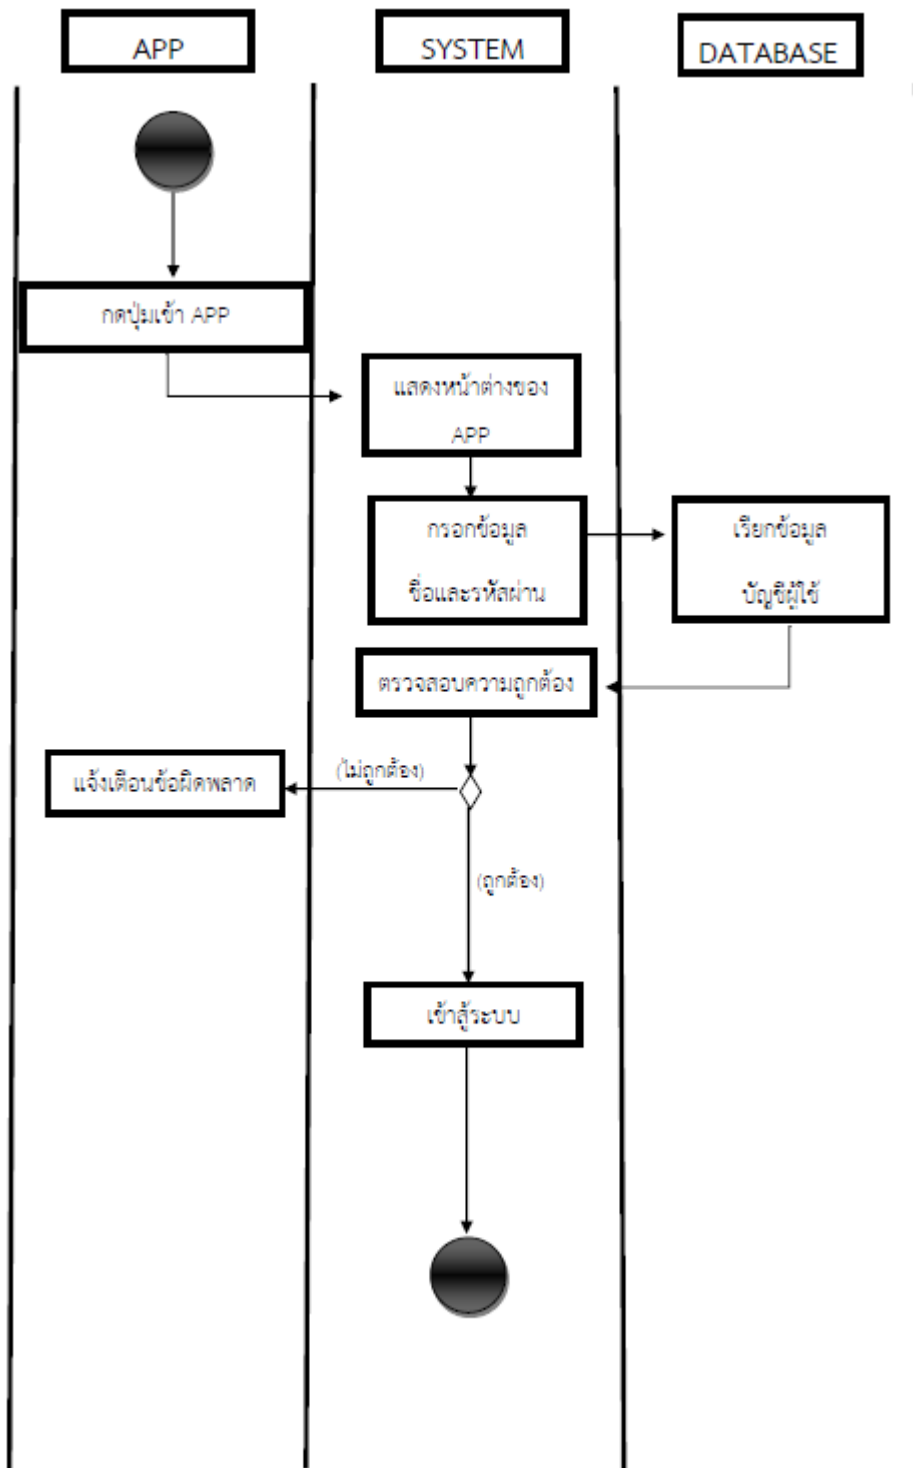 APP
SYSTEM
DATABASE
กดปุ่มเข้า APP
แสดงหน้าต่างของ
APP
กรอกข้อมูล
ชื่อและรหัสผ่าน
เรียกข้อมูล
บัญชีผู้ใช้
ตรวจสอบความถูกต้อง
(ไม่ถูกต้อง)
แจ้งเตือนข้อผิดพลาด
(ถูกต้อง)
เข้าสู้ระบบ